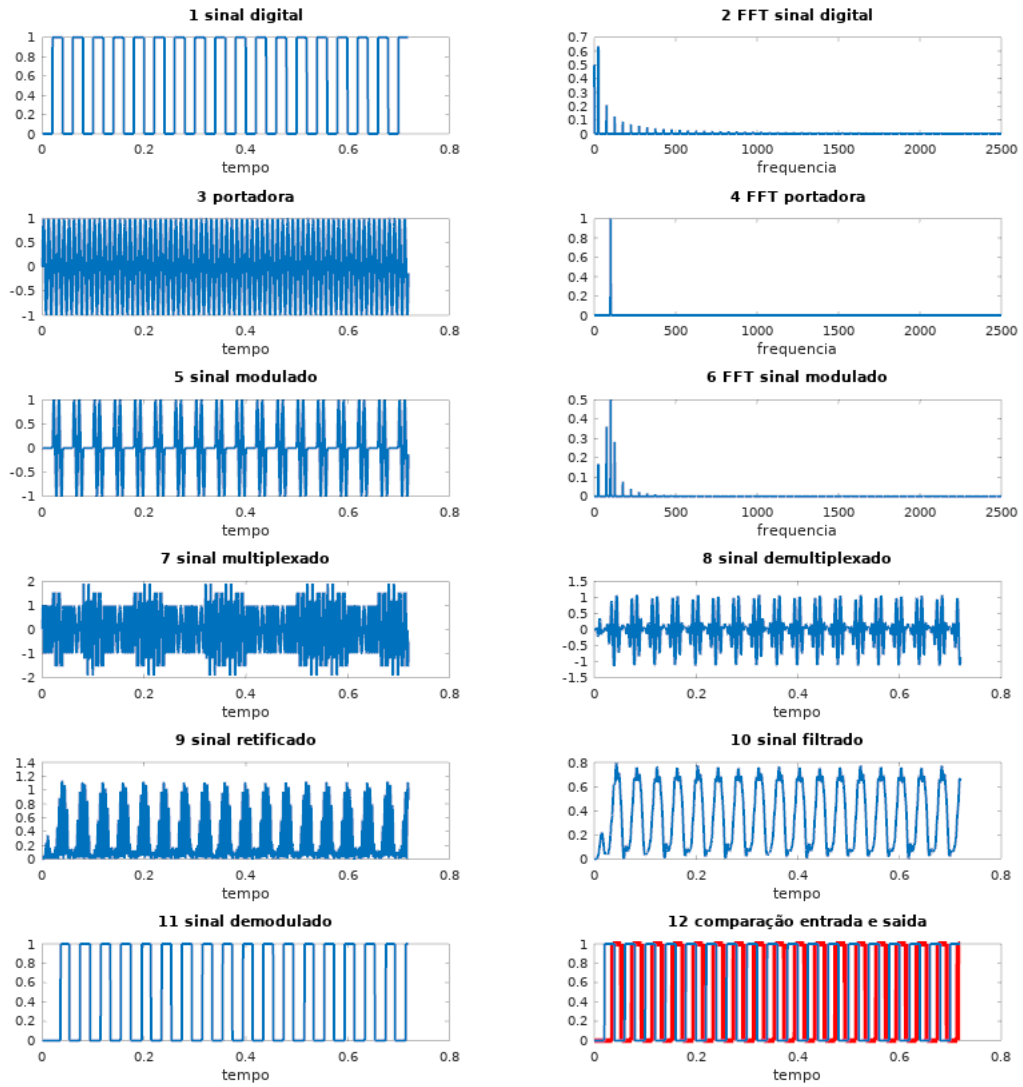 1 sinal digital
1
0.8
0.6
0.4
0.2
0
0 0.2 0.4 0.6 0.8
tempo
2 FFT sinal digital
0.7
0.6
0.5
0.4
0.3
0.2
0.1
0
0 500 1000 1500 2000 2500
frequencia
3 portadora
1
0.5
0
-0.5
-1
0 0.2 0.4 0.6 0.8
tempo
4 FFT portadora
1
0.8
0.6
0.4
0.2
0
0 500 1000 1500 2000 2500
frequencia
5 sinal modulado
1
0.5
0
-0.5
-1
0 0.2 0.4 0.6 0.8
tempo
6 FFT sinal modulado
0.5
0.4
0.3
0.2
0.1
0
0 500 1000 1500 2000 2500
frequencia
7 sinal multiplexado
2
1
0
-1
-2
0 0.2 0.4 0.6 0.8
tempo
8 sinal demultiplexado
1.5
1
0.5
0
-0.5
-1
-1.5
0 0.2 0.4 0.6 0.8
tempo
9 sinal retificado
1.4
1.2
1
0.8
0.6
0.4
0.2
0
0 0.2 0.4 0.6 0.8
tempo
10 sinal filtrado
0.8
0.6
0.4
0.2
0
0 0.2 0.4 0.6 0.8
tempo
11 sinal demodulado
1
0.8
0.6
0.4
0.2
0
0 0.2 0.4 0.6 0.8
tempo
12 comparação entrada e saida
1
0.8
0.6
0.4
0.2
0
0 0.2 0.4 0.6 0.8
tempo